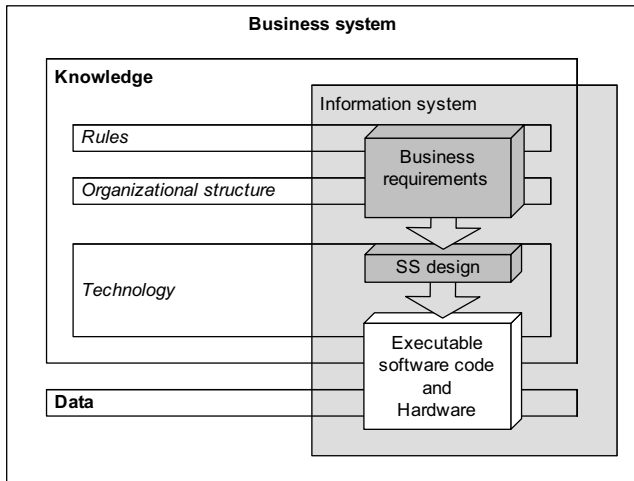 Business system
Knowledge
Information system
Rules
Business
requirements
Organizational structure
SS design
Technology
Executable
software code
and
Hardware
Data